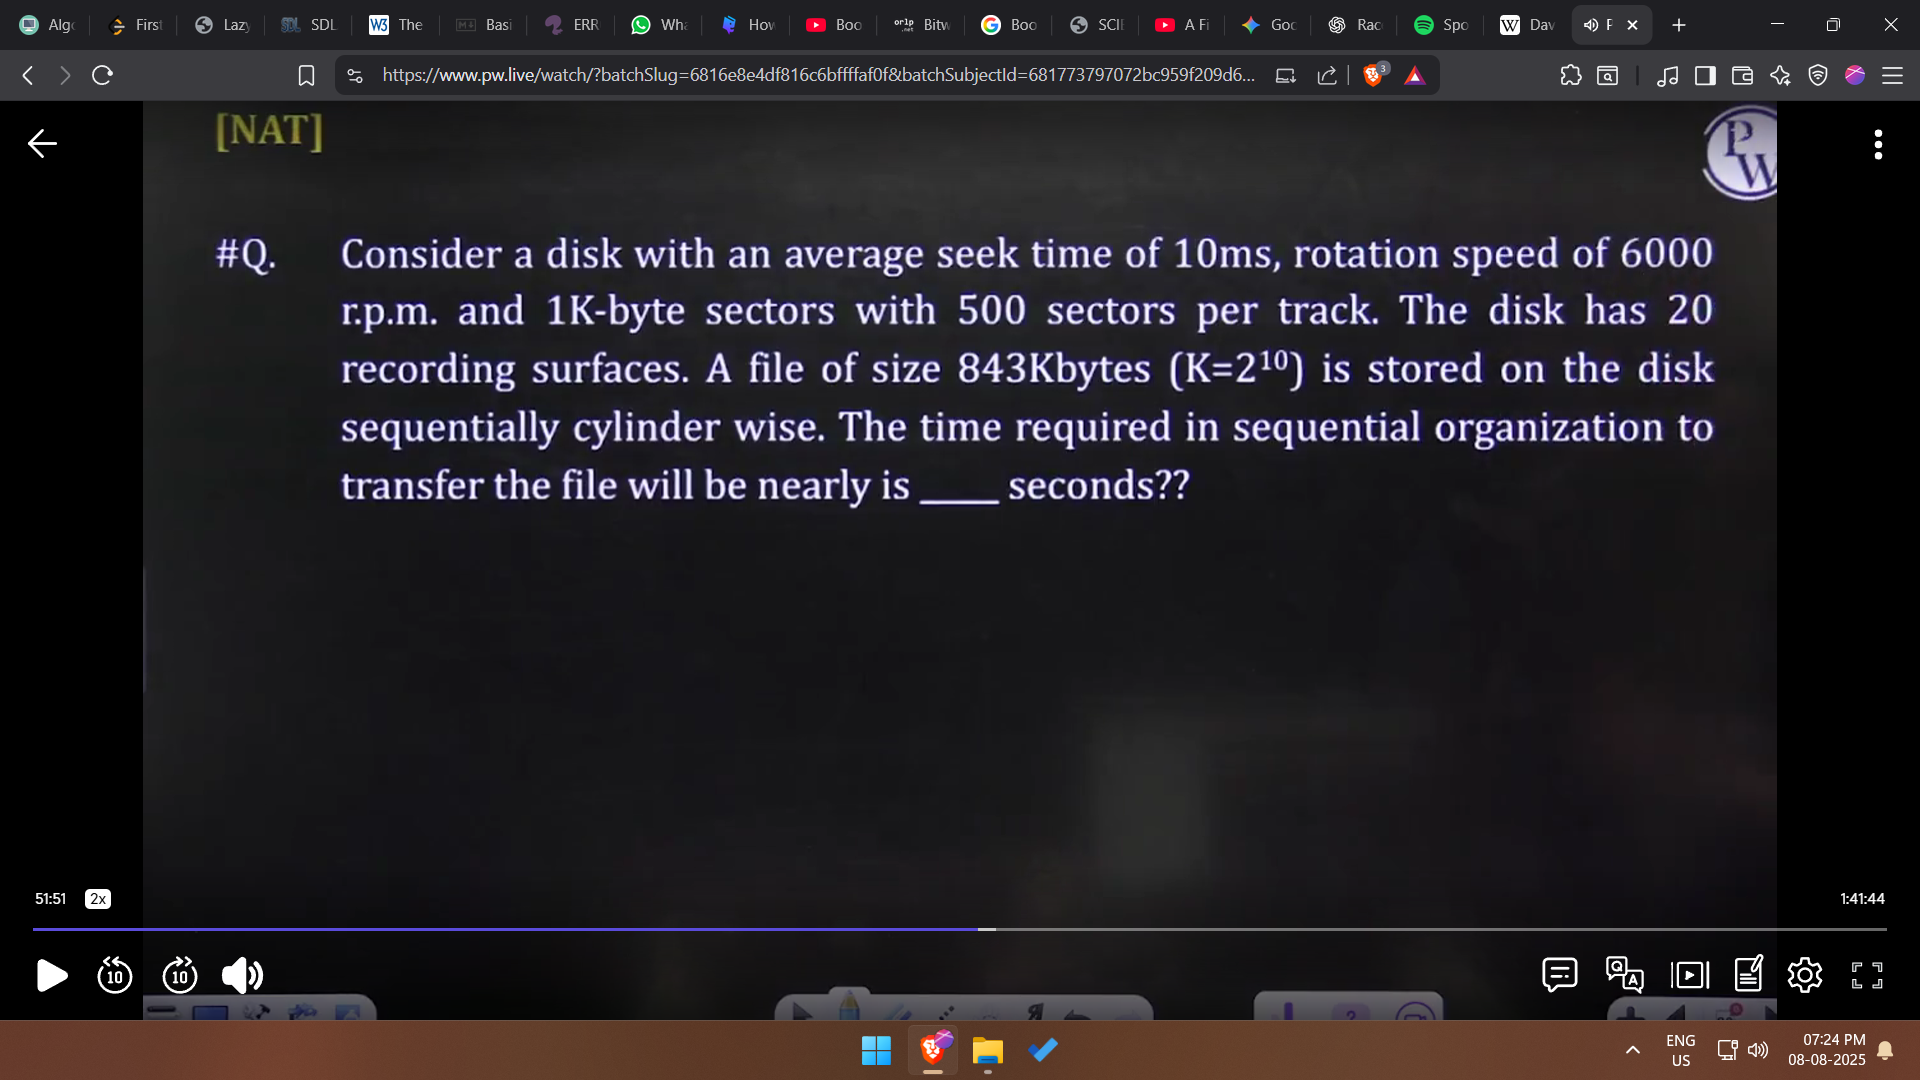 Algo
First
Lazy
SDL
The
Basi
ERR
Wha
How
Boo
Bitw
Boo
SCIE
A Fi
Goo
Rac
Spo
Dav
F
https://www.pw.live/watch/?batchSlug=6816e8e4df816c6bffffaf0f&batchSubjectId=681773797072bc959f209d6...
3
[NAT]
PW
#Q. Consider a disk with an average seek time of 10ms, rotation speed of 6000
r.p.m. and 1K-byte sectors with 500 sectors per track. The disk has 20
recording surfaces. A file of size 843Kbytes (K=2¹⁰) is stored on the disk
sequentially cylinder wise. The time required in sequential organization to
transfer the file will be nearly is _____ seconds??
51:51 2x
1:41:44
10
10
ENG
US
07:24 PM
08-08-2025